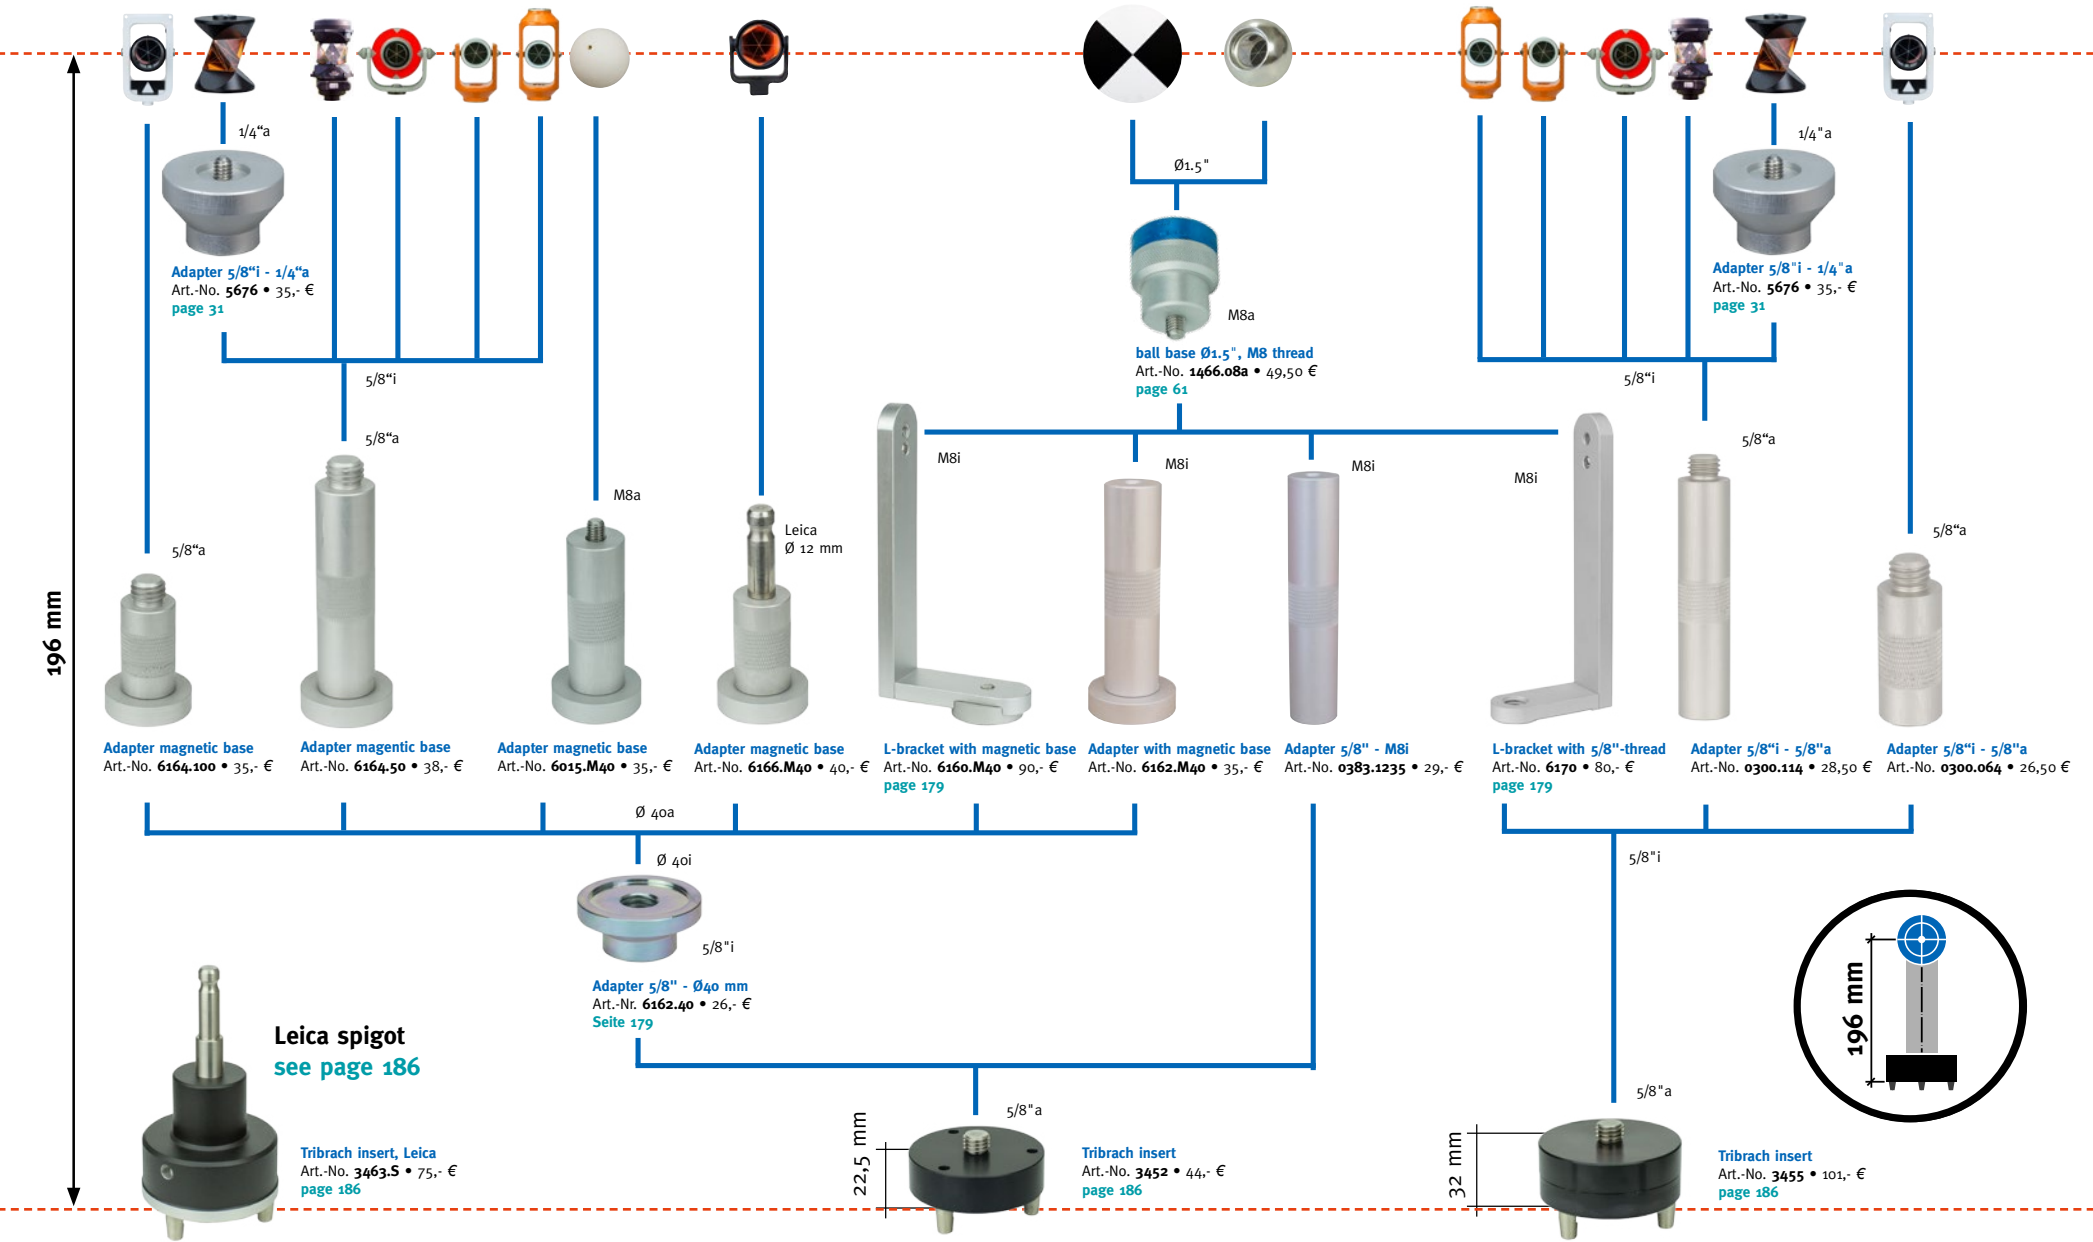 1/4“a
Adapter 5/8“i - 1/4“a
Art.-No. 5676 • 35,- €
page 31
5/8“i
5/8“a
5/8“a
M8a
Leica
Ø 12 mm
Ø1.5"
M8a
ball base Ø1.5", M8 thread
Art.-No. 1466.08a • 49,50 €
page 61
M8i
M8i
M8i
M8i
1/4"a
Adapter 5/8"i - 1/4"a
Art.-No. 5676 • 35,- €
page 31
5/8“i
5/8“a
5/8“a
196 mm
Adapter magnetic base
Art.-No. 6164.100 • 35,- €
Adapter magentic base
Art.-No. 6164.50 • 38,- €
Adapter magnetic base
Art.-No. 6015.M40 • 35,- €
Adapter magnetic base
Art.-No. 6166.M40 • 40,- €
L-bracket with magnetic base
Art.-No. 6160.M40 • 90,- €
page 179
Adapter with magnetic base
Art.-No. 6162.M40 • 35,- €
Adapter 5/8" - M8i
Art.-No. 0383.1235 • 29,- €
L-bracket with 5/8"-thread
Art.-No. 6170 • 80,- €
page 179
Adapter 5/8“i - 5/8"a
Art.-No. 0300.114 • 28,50 €
Adapter 5/8“i - 5/8"a
Art.-No. 0300.064 • 26,50 €
Ø 40a
Ø 40i
5/8"i
Adapter 5/8" - Ø40 mm
Art.-Nr. 6162.40 • 26,- €
Seite 179
5/8"i
196 mm
Leica spigot
see page 186
Tribrach insert, Leica
Art.-No. 3463.S • 75,- €
page 186
22,5 mm
5/8"a
Tribrach insert
Art.-No. 3452 • 44,- €
page 186
32 mm
5/8"a
Tribrach insert
Art.-No. 3455 • 101,- €
page 186